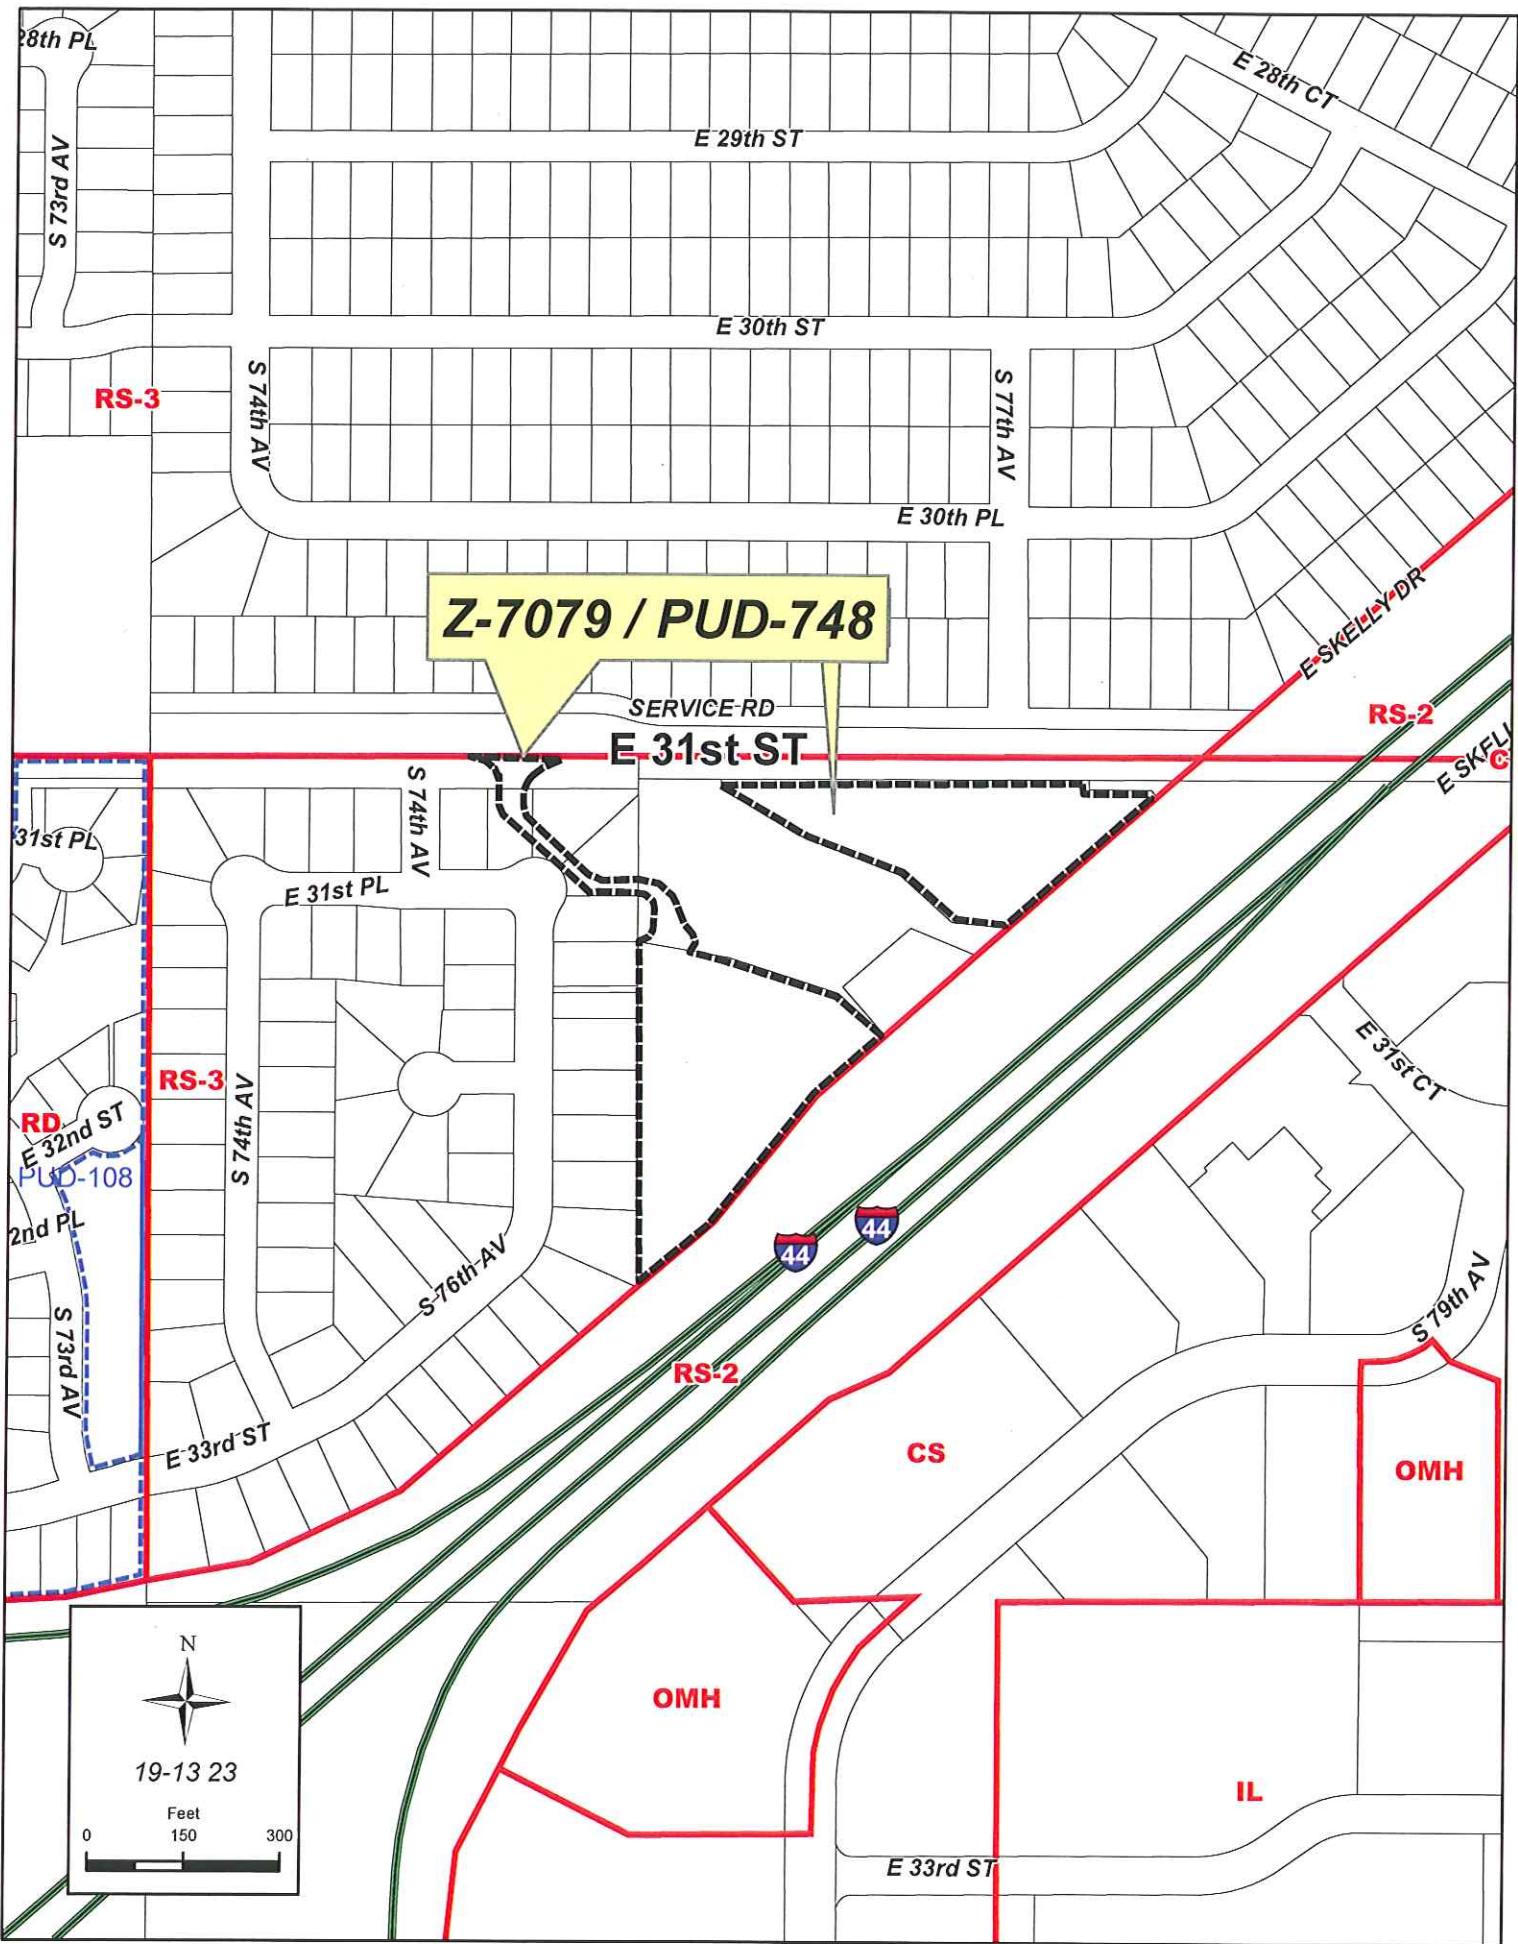 28th PL
E 28th CT
E 29th ST
S 73rd AV
E 30th ST
RS-3
S 74th AV
S 77th AV
E 30th PL
Z-7079 / PUD-748
E SKELLY DR
SERVICE RD
RS-2
E 31st ST
S 74th AV
31st PL
E 31st PL
E 31st CT
RS-3
S 74th AV
RD
E 32nd ST
PUD-108
2nd PL
44
44
S 76th AV
S 79th AV
S 73rd AV
RS-2
E 33rd ST
CS
OMH
N
OMH
19-13 23
IL
Feet
0 150 300
E 33rd ST